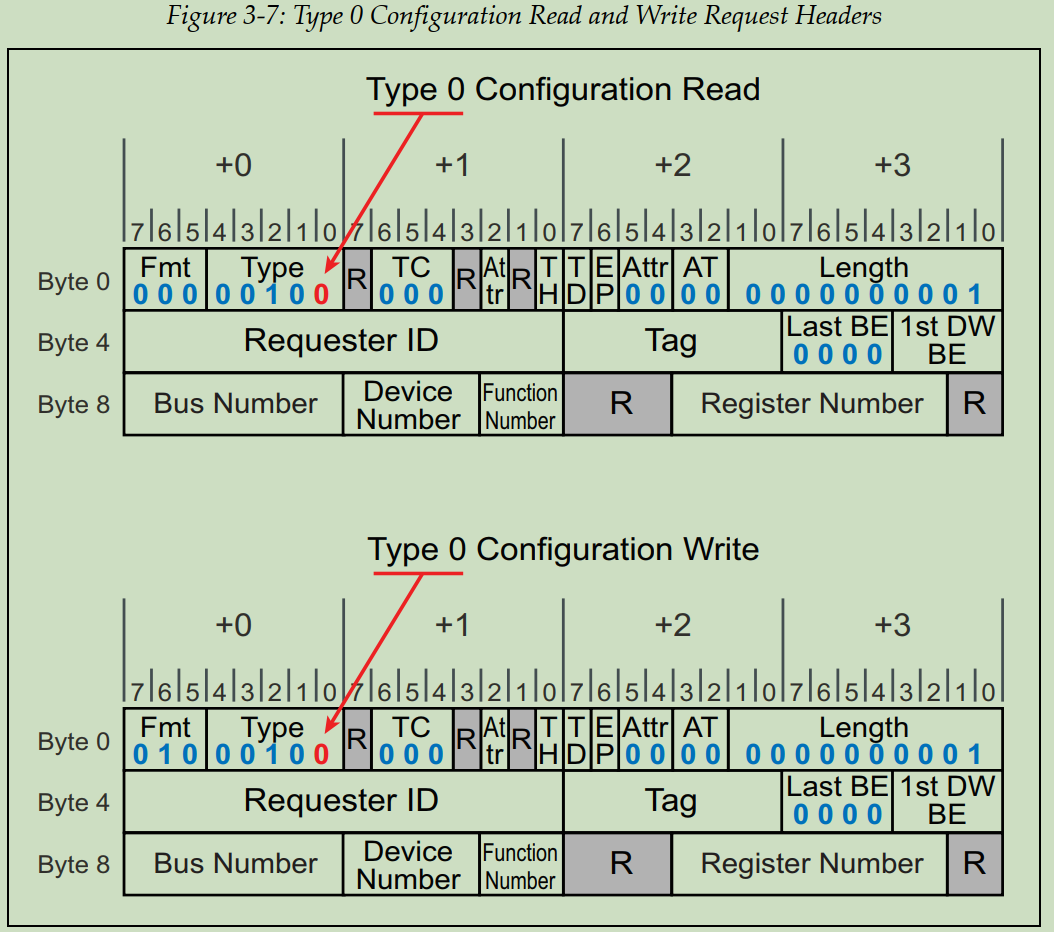 Figure 3-7: Type 0 Configuration Read and Write Request Headers
Type 0 Configuration Read
+0 +1 +2 +3
7 6 5 4 3 2 1 0 7 6 5 4 3 2 1 0 7 6 5 4 3 2 1 0 7 6 5 4 3 2 1 0
Byte 0 Fmt 0 0 0 Type 0 0 1 0 0 R TC 0 0 0 R At tr R T H T D E P Attr 0 0 AT 0 0 Length 0 0 0 0 0 0 0 0 0 1
Byte 4 Requester ID Tag Last BE 0 0 0 0 1st DW BE
Byte 8 Bus Number Device Number Function Number R Register Number R
Type 0 Configuration Write
+0 +1 +2 +3
7 6 5 4 3 2 1 0 7 6 5 4 3 2 1 0 7 6 5 4 3 2 1 0 7 6 5 4 3 2 1 0
Byte 0 Fmt 0 1 0 Type 0 0 1 0 0 R TC 0 0 0 R At tr R T H T D E P Attr 0 0 AT 0 0 Length 0 0 0 0 0 0 0 0 0 1
Byte 4 Requester ID Tag Last BE 0 0 0 0 1st DW BE
Byte 8 Bus Number Device Number Function Number R Register Number R